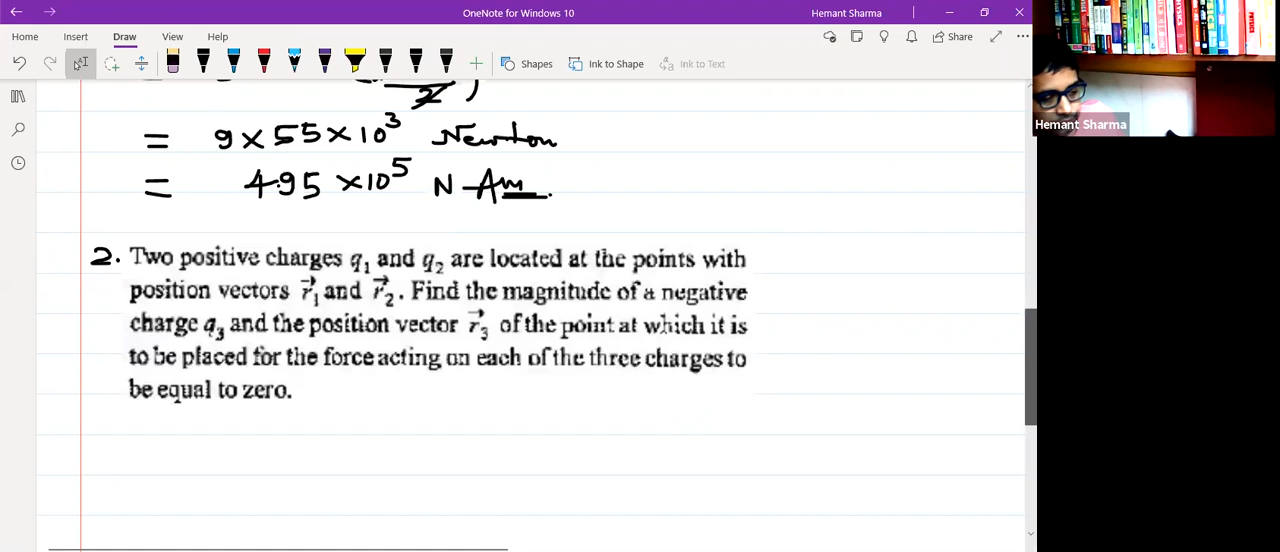 OneNote for Windows 10
Hemant Sharma
Home Insert Draw View Help
Share
Shapes Ink to Shape Ink to Text
2
= 9 × 55 × 10³ Newton
= 4.95 × 10⁵ N Am.
2. Two positive charges q₁ and q₂ are located at the points with
position vectors r⃗₁ and r⃗₂. Find the magnitude of a negative
charge q₃ and the position vector r⃗₃ of the point at which it is
to be placed for the force acting on each of the three charges to
be equal to zero.
Hemant Sharma